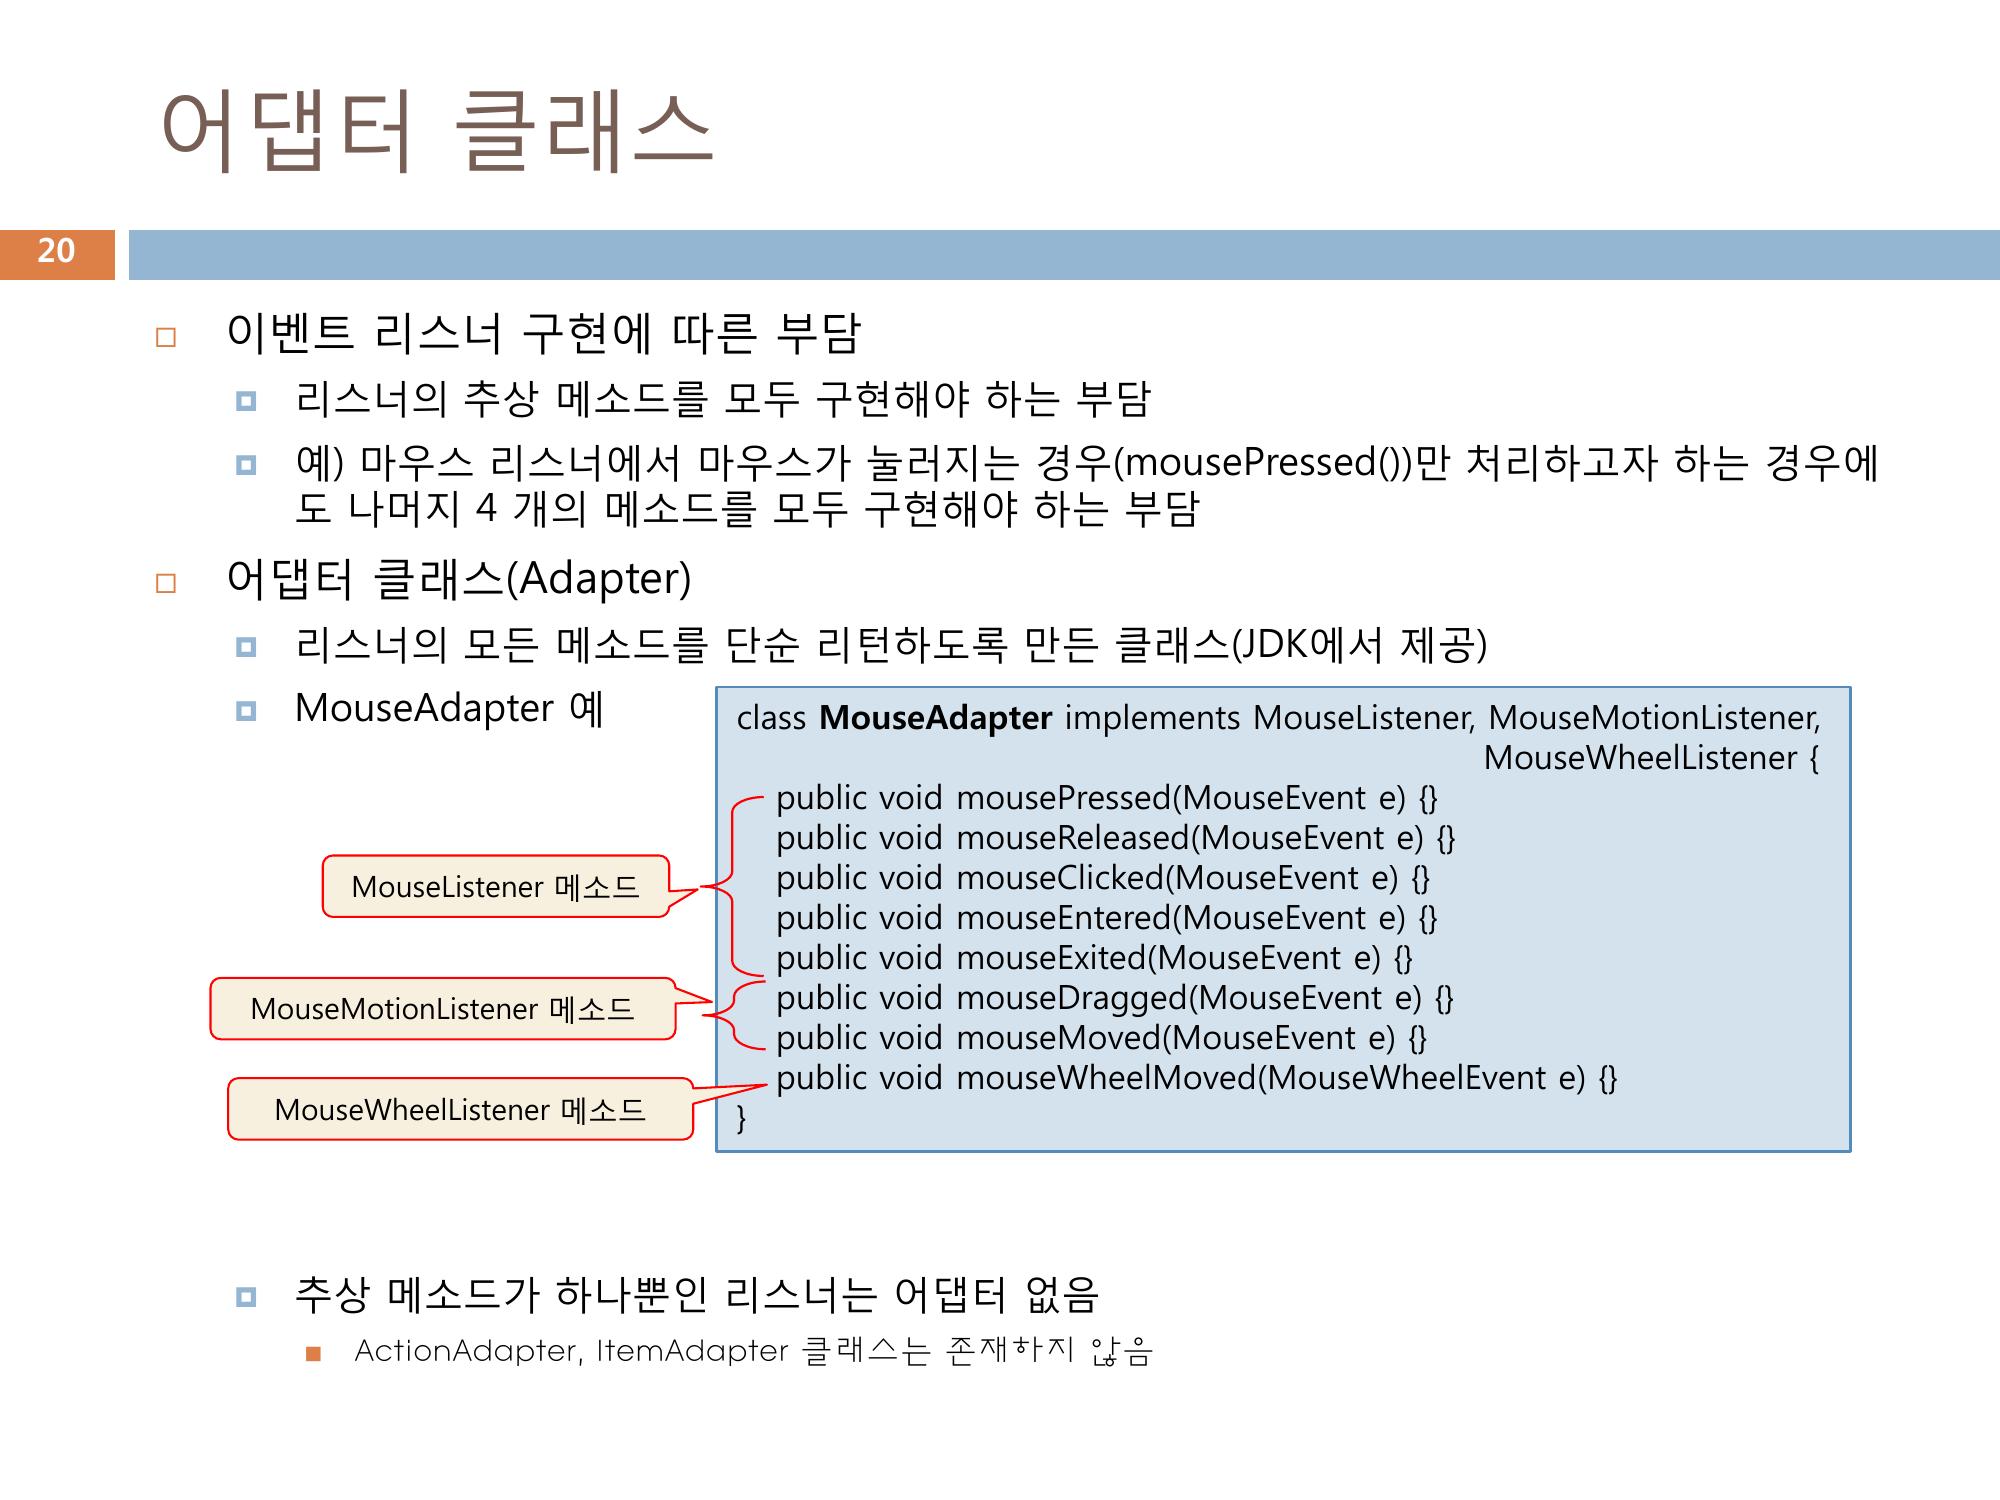 어댑터 클래스
20
이벤트 리스너 구현에 따른 부담
리스너의 추상 메소드를 모두 구현해야 하는 부담
예) 마우스 리스너에서 마우스가 눌러지는 경우(mousePressed())만 처리하고자 하는 경우에
도 나머지 4 개의 메소드를 모두 구현해야 하는 부담
어댑터 클래스(Adapter)
리스너의 모든 메소드를 단순 리턴하도록 만든 클래스(JDK에서 제공)
MouseAdapter 예
class MouseAdapter implements MouseListener, MouseMotionListener,
MouseWheelListener {
public void mousePressed(MouseEvent e) {}
public void mouseReleased(MouseEvent e) {}
public void mouseClicked(MouseEvent e) {}
public void mouseEntered(MouseEvent e) {}
public void mouseExited(MouseEvent e) {}
public void mouseDragged(MouseEvent e) {}
public void mouseMoved(MouseEvent e) {}
public void mouseWheelMoved(MouseWheelEvent e) {}
}
MouseListener 메소드
MouseMotionListener 메소드
MouseWheelListener 메소드
추상 메소드가 하나뿐인 리스너는 어댑터 없음
ActionAdapter, ItemAdapter 클래스는 존재하지 않음